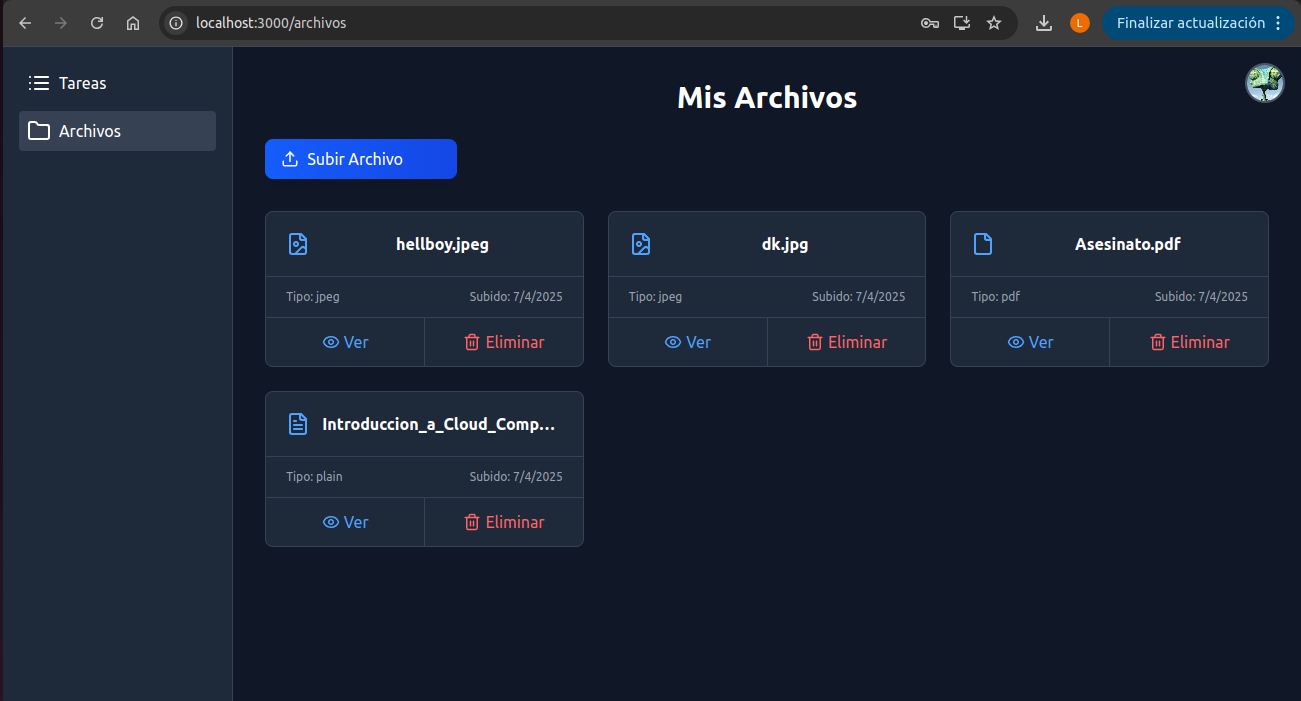 localhost:3000/archivos
L
Finalizar actualización
Tareas
Archivos
Mis Archivos
Subir Archivo
hellboy.jpeg
Tipo: jpeg Subido: 7/4/2025
Ver Eliminar
dk.jpg
Tipo: jpeg Subido: 7/4/2025
Ver Eliminar
Asesinato.pdf
Tipo: pdf Subido: 7/4/2025
Ver Eliminar
Introduccion_a_Cloud_Comp...
Tipo: plain Subido: 7/4/2025
Ver Eliminar